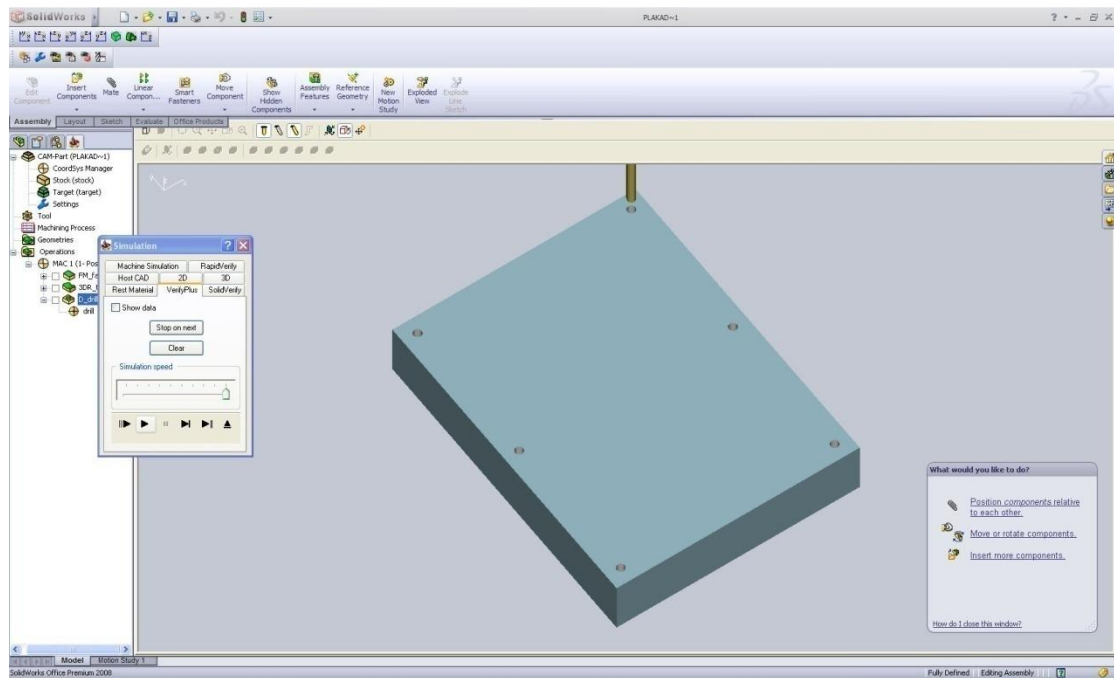 SolidWorks
PLAKAD~1
Edit Component
Insert Components
Mate
Linear Compon...
Smart Fasteners
Move Component
Show Hidden Components
Assembly Features
Reference Geometry
New Motion Study
Exploded View
Explode Line Sketch
Assembly Layout Sketch Evaluate Office Products
CAM-Part (PLAKAD~1)
CoordSys Manager
Stock (stock)
Target (target)
Settings
Tool
Machining Process
Geometries
Operations
MAC 1 (1- Pos
PM_fa
3DR_
D_drill
drill
Simulation
Machine Simulation RapidVerify
Host CAD 2D 3D
Rest Material VerifyPlus SolidVerify
Show data
Stop on next
Clear
Simulation speed
What would you like to do?
Position components relative
to each other.
Move or rotate components.
Insert more components.
How do I close this window?
Model Motion Study 1
SolidWorks Office Premium 2008
Fully Defined Editing Assembly